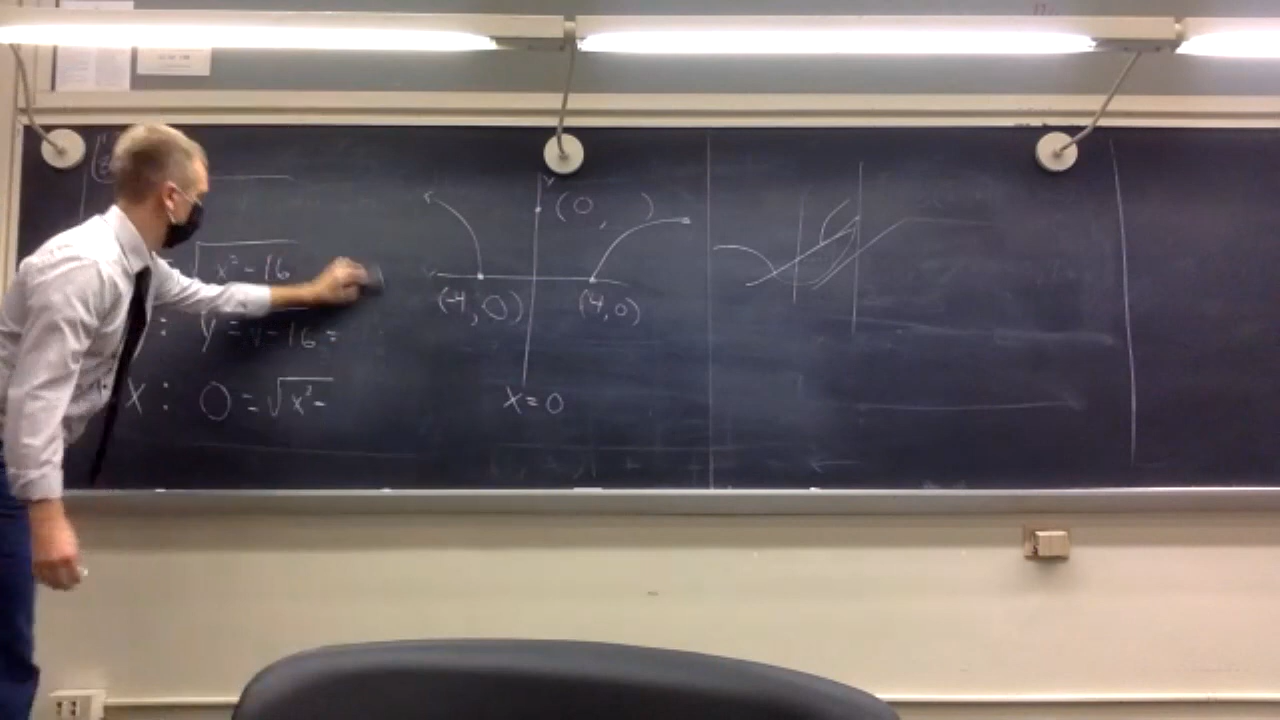 √x² - 16
: y = √ - 16 =
x : 0 = √x² -
y
(0, )
(-4, 0)
(4, 0)
x = 0